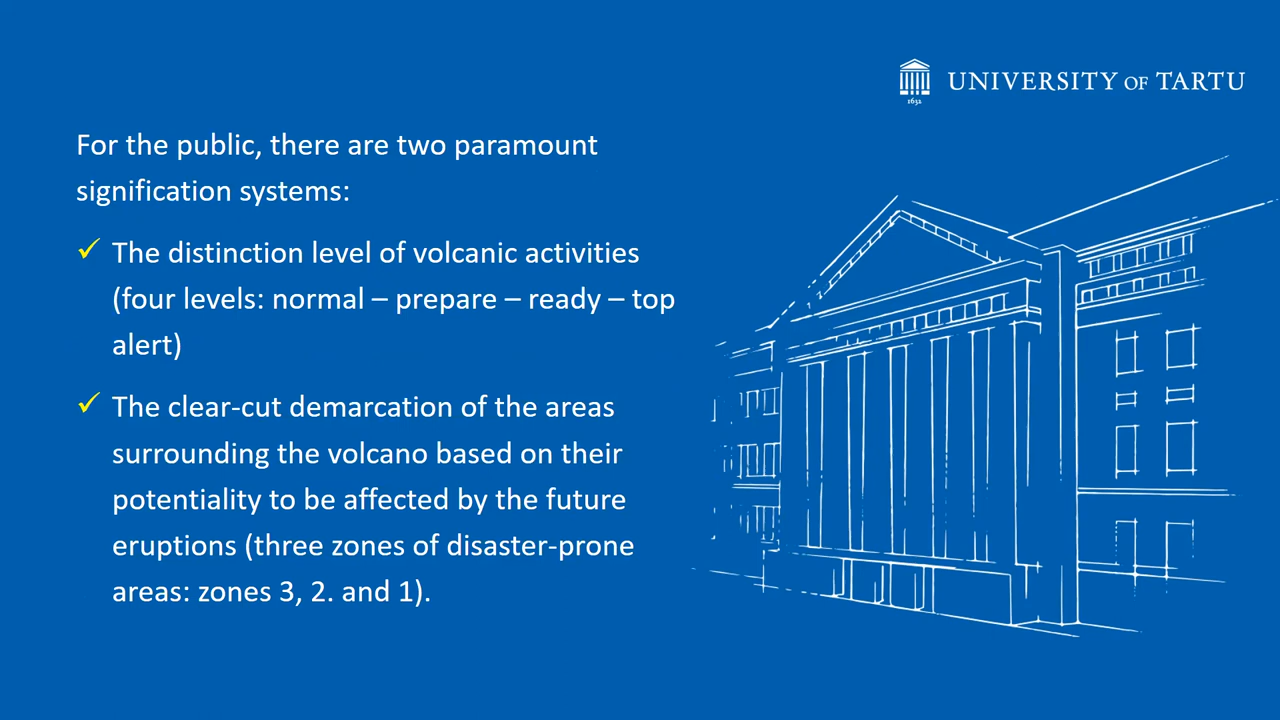 UNIVERSITY OF TARTU
1632
For the public, there are two paramount
signification systems:
✓ The distinction level of volcanic activities
(four levels: normal – prepare – ready – top
alert)
✓ The clear-cut demarcation of the areas
surrounding the volcano based on their
potentiality to be affected by the future
eruptions (three zones of disaster-prone
areas: zones 3, 2. and 1).